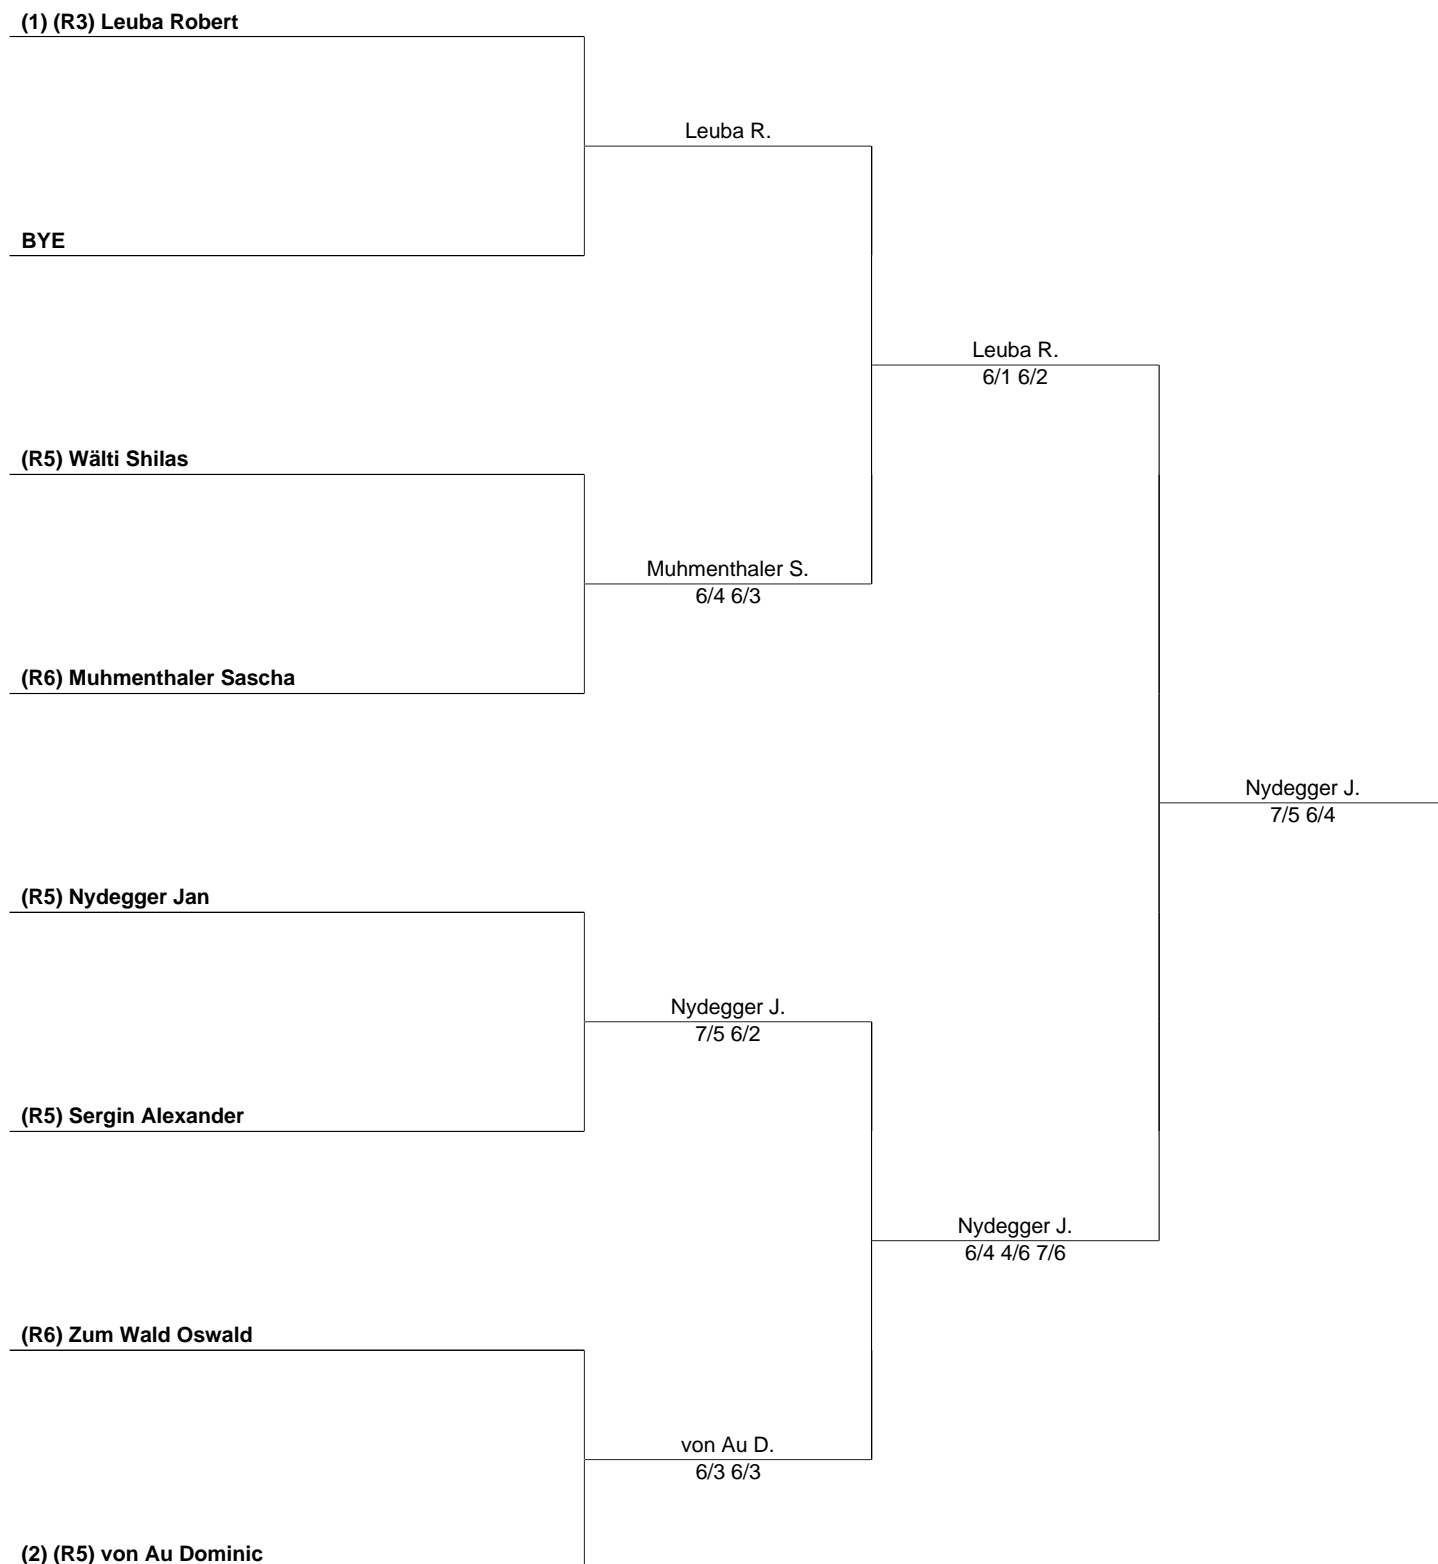 (1) (R3) Leuba Robert
Leuba R.
BYE
Leuba R.
6/1 6/2
(R5) Wälti Shilas
Muhmenthaler S.
6/4 6/3
(R6) Muhmenthaler Sascha
Nydegger J.
7/5 6/4
(R5) Nydegger Jan
Nydegger J.
7/5 6/2
(R5) Sergin Alexander
Nydegger J.
6/4 4/6 7/6
(R6) Zum Wald Oswald
von Au D.
6/3 6/3
(2) (R5) von Au Dominic